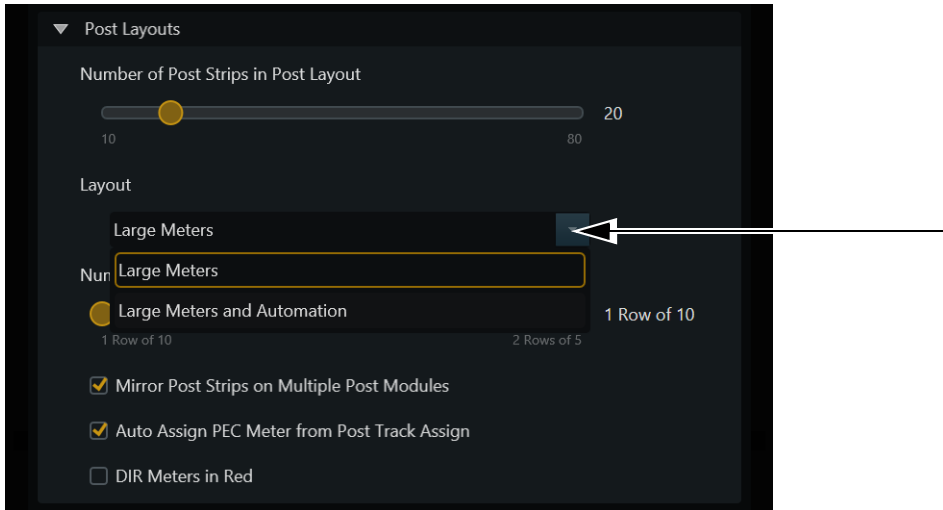 Post Layouts
Number of Post Strips in Post Layout
20
10 80
Layout
Large Meters
Large Meters
Num
Large Meters and Automation
1 Row of 10
1 Row of 10 2 Rows of 5
Mirror Post Strips on Multiple Post Modules
Auto Assign PEC Meter from Post Track Assign
DIR Meters in Red